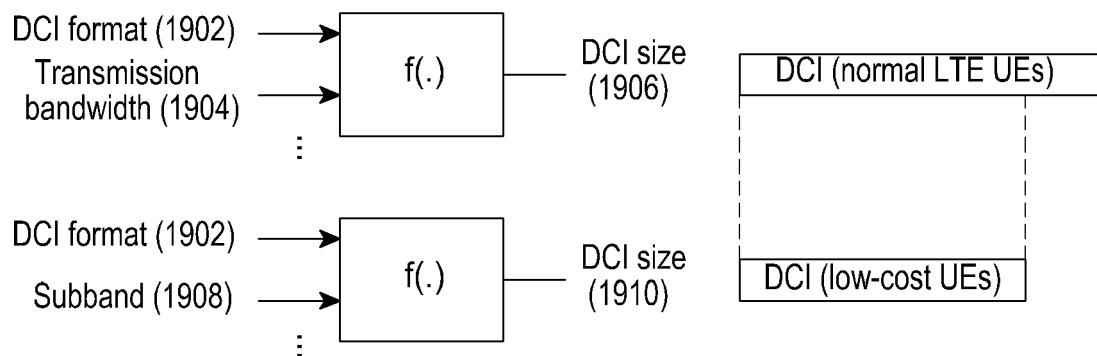 DCI format (1902)
Transmission
bandwidth (1904)
⋮
f(.)
DCI size
(1906)
DCI (normal LTE UEs)
DCI format (1902)
Subband (1908)
⋮
f(.)
DCI size
(1910)
DCI (low-cost UEs)